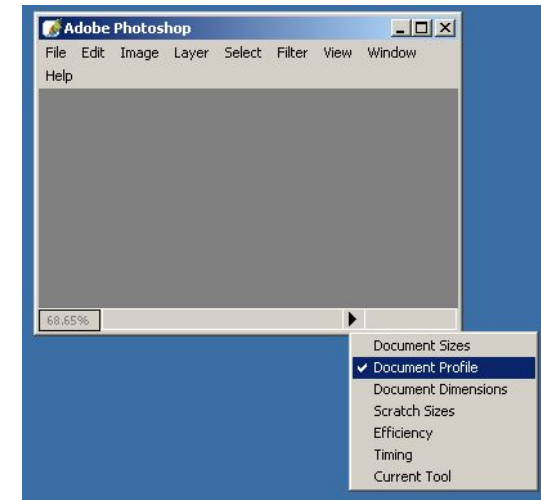 Adobe Photoshop
File Edit Image Layer Select Filter View Window
Help
68.65%
Document Sizes
Document Profile
Document Dimensions
Scratch Sizes
Efficiency
Timing
Current Tool